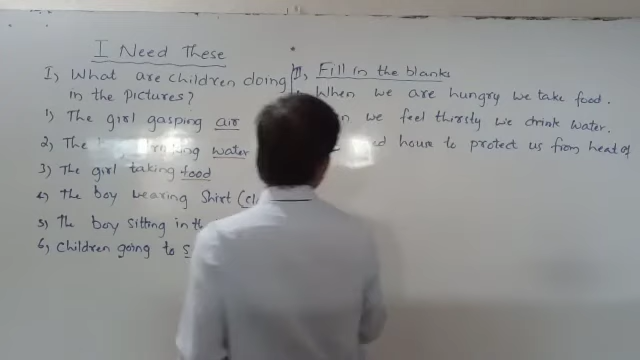 I Need These
I, What are children doing
in the Pictures?
1) The girl gasping air
2, The water
3) The girl taking food
4, The boy wearing Shirt
5, The boy sitting in
6, Children going to
II, Fill in the blanks
When we are hungry we take food.
we feel thirsty we drink water.
house to protect us from heat of